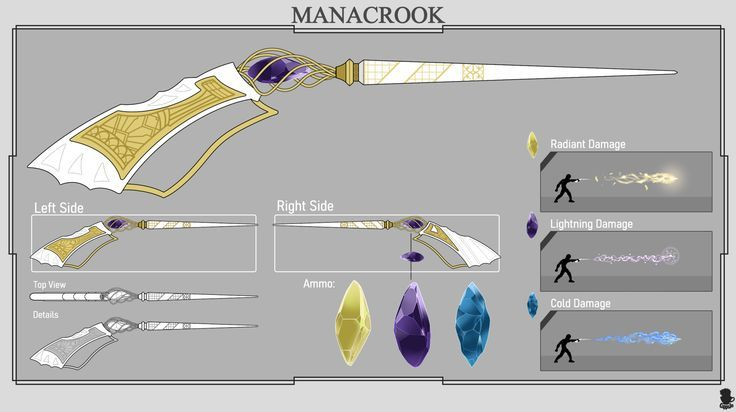 MANACROOK
Radiant Damage
Left Side
Right Side
Lightning Damage
Top View
Ammo:
Details
Cold Damage